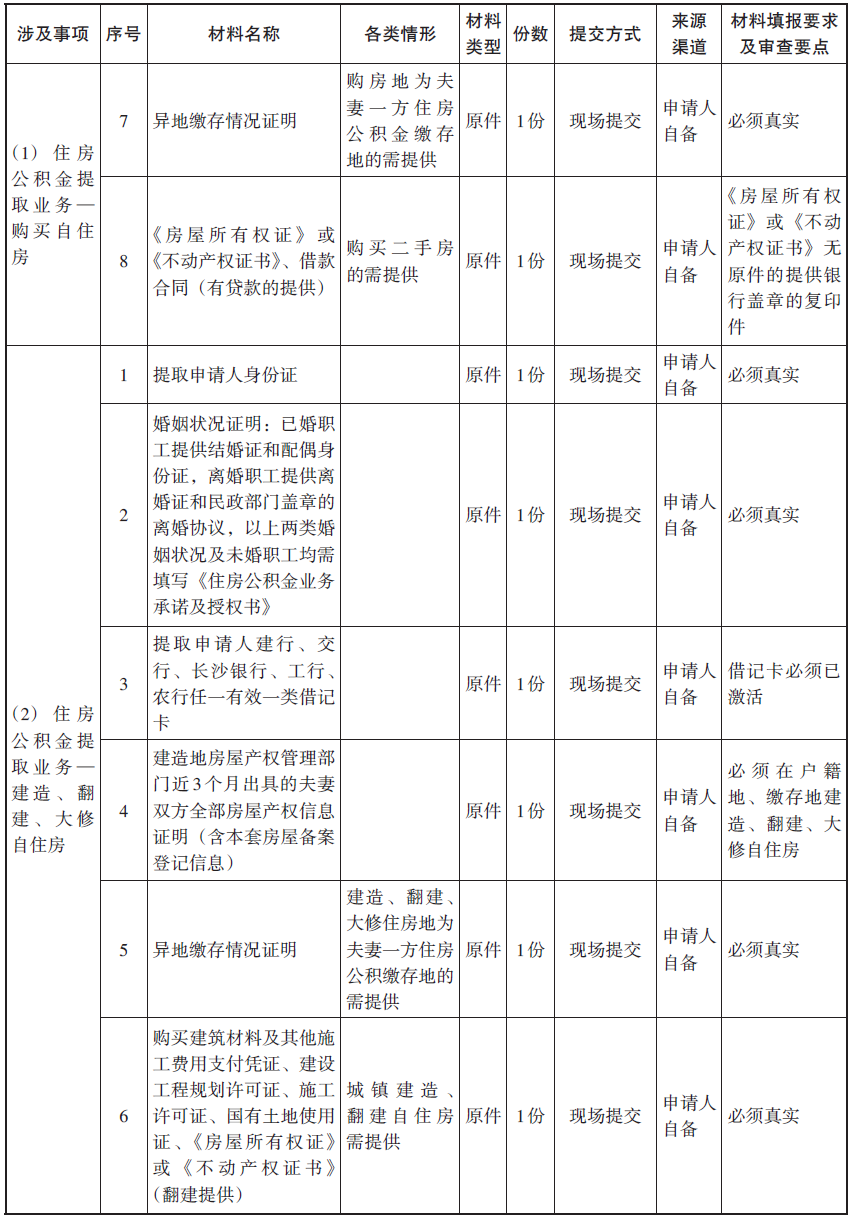 涉及事项 序号 材料名称 各类情形 材料类型 份数 提交方式 来源渠道 材料填报要求及审查要点
(1)住房
公积金提
取业务—
购买自住
房
7
异地缴存情况证明
购房地为夫
妻一方住房
公积金缴存
地的需提供
原件
1份
现场提交
申请人
自备
必须真实
8
《房屋所有权证》或
《不动产权证书》、借款
合同(有贷款的提供)
购买二手房
的需提供
原件
1份
现场提交
申请人
自备
《房屋所有权
证》或《不动
产权证书》无
原件的提供银
行盖章的复印
件
(2)住房
公积金提
取业务—
建造、翻
建、大修
自住房
1
提取申请人身份证
原件
1份
现场提交
申请人
自备
必须真实
2
婚姻状况证明:已婚职
工提供结婚证和配偶身
份证,离婚职工提供离
婚证和民政部门盖章的
离婚协议,以上两类婚
姻状况及未婚职工均需
填写《住房公积金业务
承诺及授权书》
原件
1份
现场提交
申请人
自备
必须真实
3
提取申请人建行、交
行、长沙银行、工行、
农行任一有效一类借记
卡
原件
1份
现场提交
申请人
自备
借记卡必须已
激活
4
建造地房屋产权管理部
门近3个月出具的夫妻
双方全部房屋产权信息
证明(含本套房屋备案
登记信息)
原件
1份
现场提交
申请人
自备
必须在户籍
地、缴存地建
造、翻建、大
修自住房
5
异地缴存情况证明
建造、翻建、
大修住房地为
夫妻一方住房
公积缴存地的
需提供
原件
1份
现场提交
申请人
自备
必须真实
6
购买建筑材料及其他施
工费用支付凭证、建设
工程规划许可证、施工
许可证、国有土地使用
证、《房屋所有权证》
或《不动产权证书》
(翻建提供)
城镇建造、
翻建自住房
需提供
原件
1份
现场提交
申请人
自备
必须真实